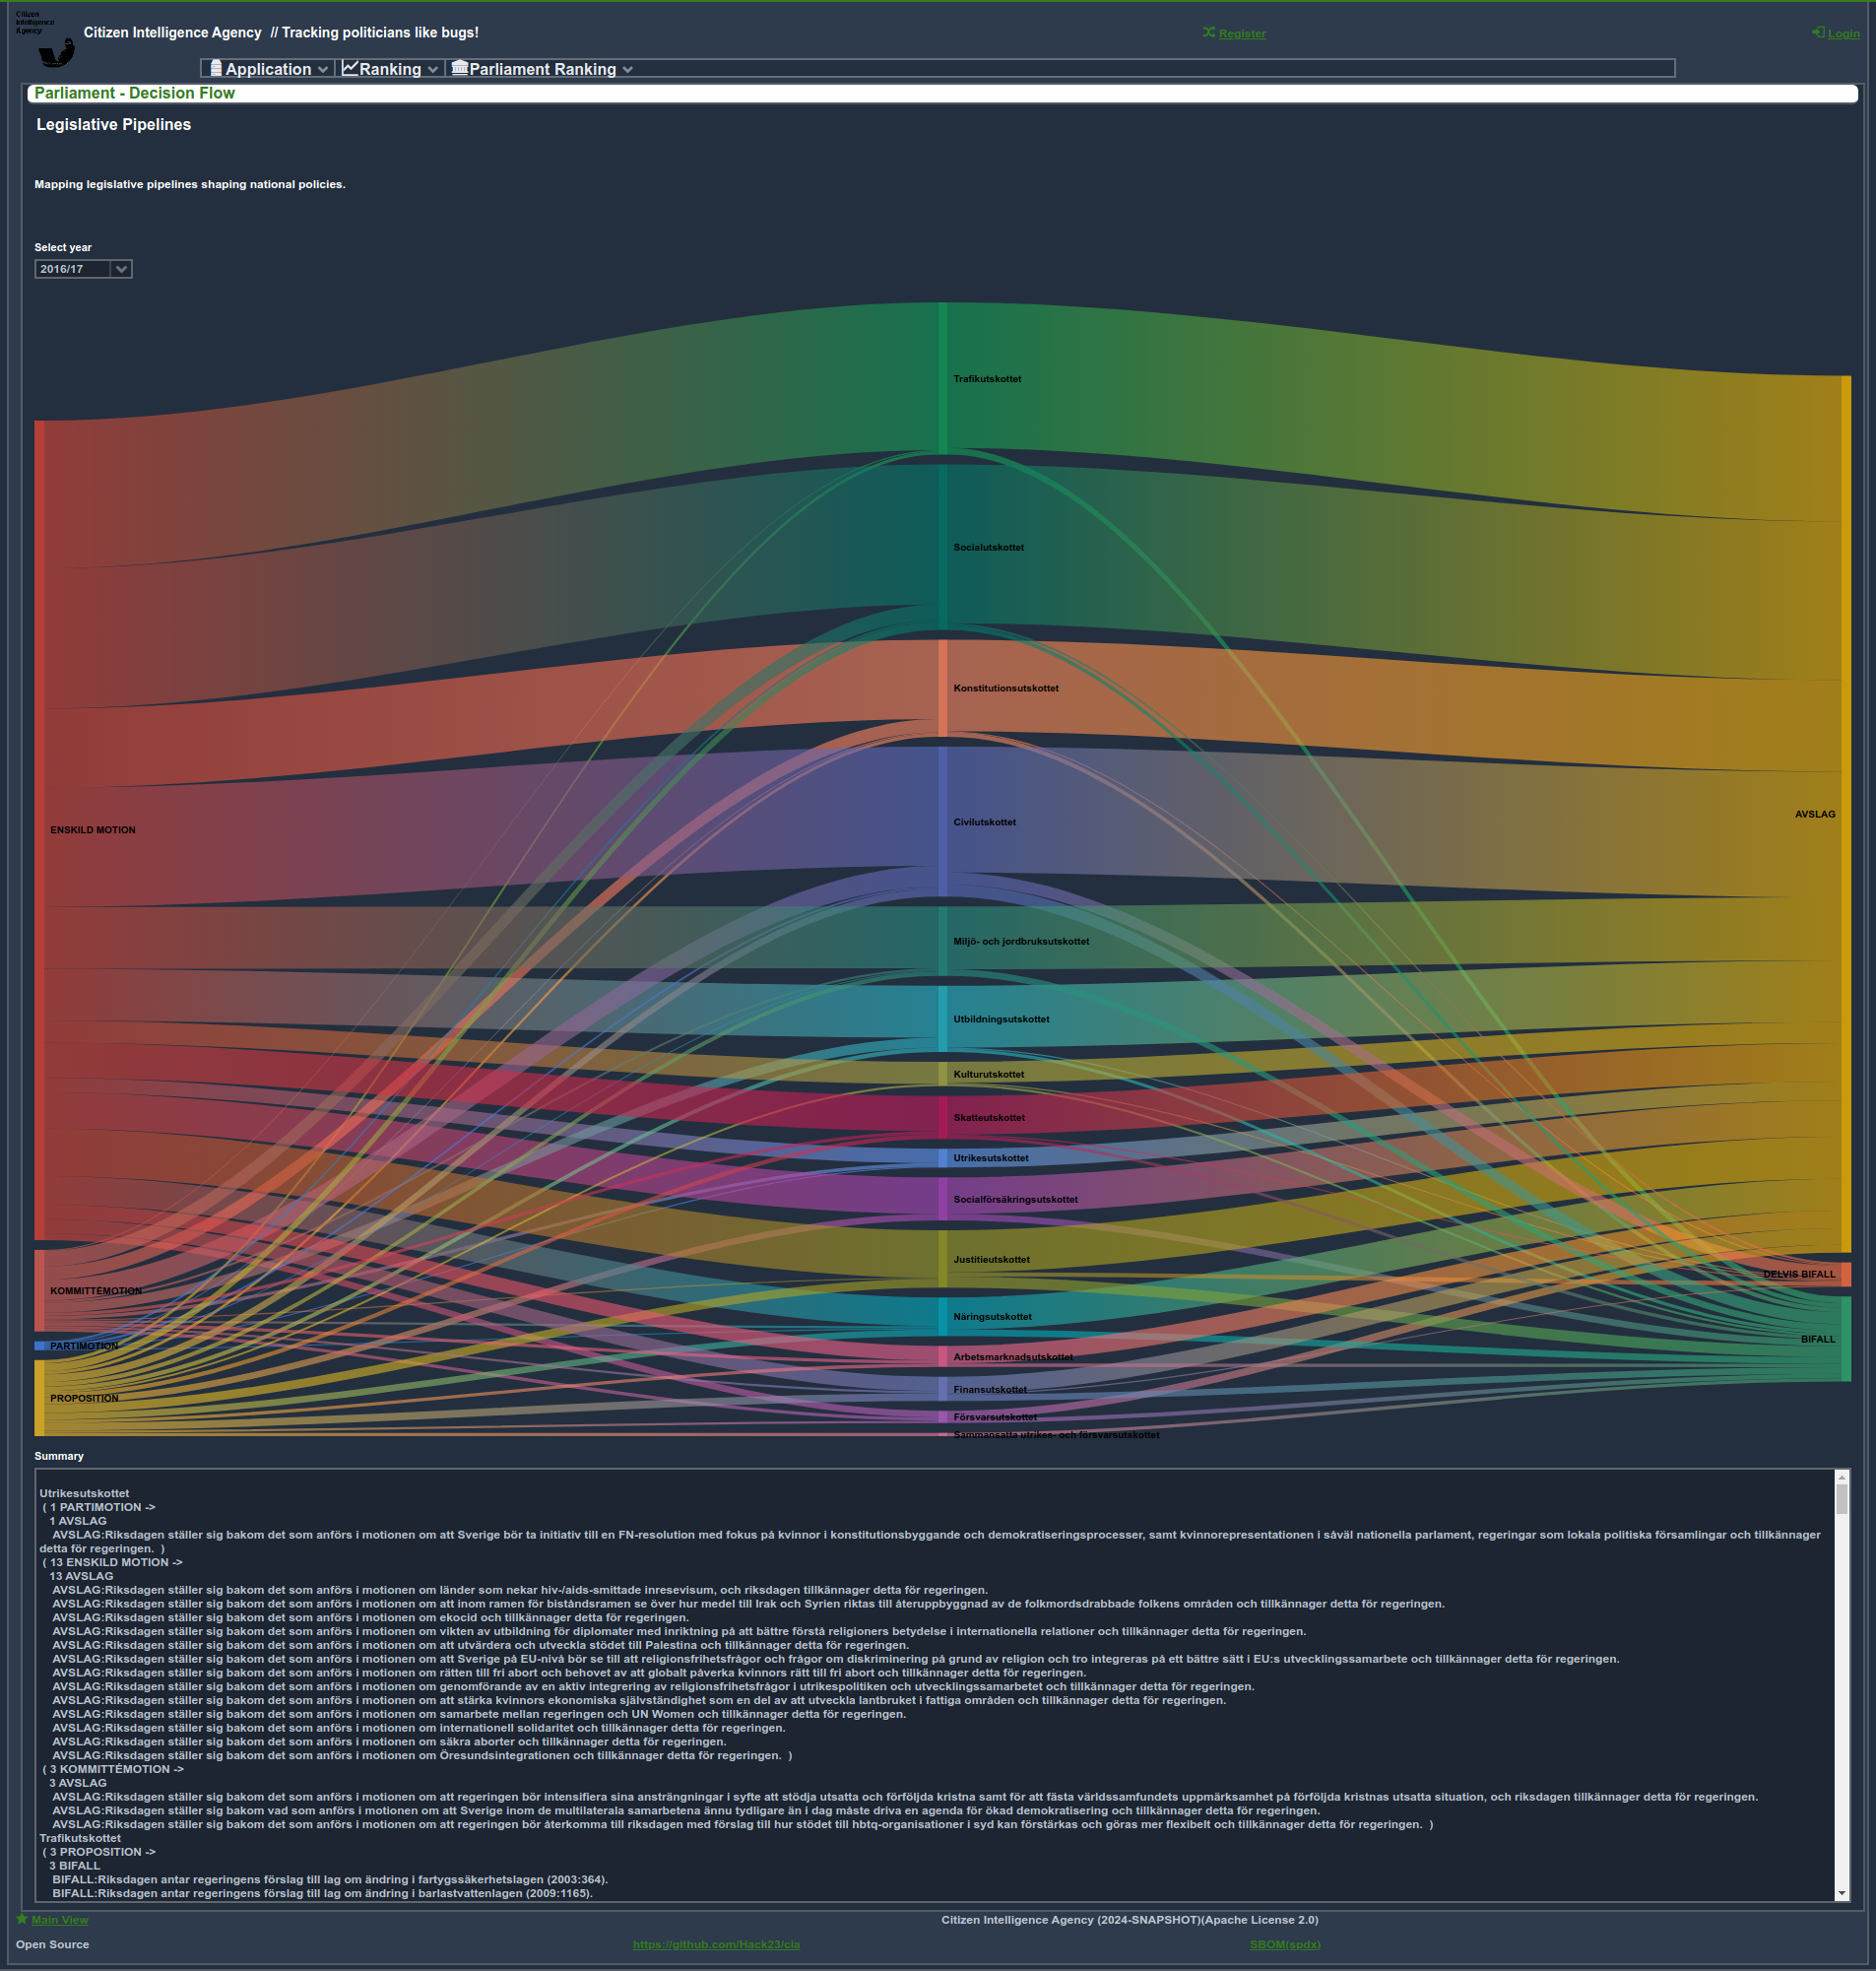 Citizen
Intelligence
Agency
Citizen Intelligence Agency // Tracking politicians like bugs!
Register
Login
Application
Ranking
Parliament Ranking
Parliament - Decision Flow
Legislative Pipelines
Mapping legislative pipelines shaping national policies.
Select year
2016/17
Trafikutskottet
Socialutskottet
Konstitutionsutskottet
Civilutskottet
Miljö- och jordbruksutskottet
Utbildningsutskottet
Kulturutskottet
Skatteutskottet
Utrikesutskottet
Socialförsäkringsutskottet
Justitieutskottet
Näringsutskottet
Arbetsmarknadsutskottet
Finansutskottet
Försvarsutskottet
Sammansatta utrikes- och försvarsutskottet
ENSKILD MOTION
KOMMITTÉMOTION
PARTIMOTION
PROPOSITION
AVSLAG
DELVIS BIFALL
BIFALL
Summary
Utrikesutskottet
( 1 PARTIMOTION ->
1 AVSLAG
AVSLAG:Riksdagen ställer sig bakom det som anförs i motionen om att Sverige bör ta initiativ till en FN-resolution med fokus på kvinnor i konstitutionsbyggande och demokratiseringsprocesser, samt kvinnorepresentationen i såväl nationella parlament, regeringar som lokala politiska församlingar och tillkännager
detta för regeringen. )
( 13 ENSKILD MOTION ->
13 AVSLAG
AVSLAG:Riksdagen ställer sig bakom det som anförs i motionen om länder som nekar hiv-/aids-smittade inresevisum, och riksdagen tillkännager detta för regeringen.
AVSLAG:Riksdagen ställer sig bakom det som anförs i motionen om att inom ramen för biståndsramen se över hur medel till Irak och Syrien riktas till återuppbyggnad av de folkmordsdrabbade folkens områden och tillkännager detta för regeringen.
AVSLAG:Riksdagen ställer sig bakom det som anförs i motionen om ekocid och tillkännager detta för regeringen.
AVSLAG:Riksdagen ställer sig bakom det som anförs i motionen om vikten av utbildning för diplomater med inriktning på att bättre förstå religioners betydelse i internationella relationer och tillkännager detta för regeringen.
AVSLAG:Riksdagen ställer sig bakom det som anförs i motionen om att utvärdera och utveckla stödet till Palestina och tillkännager detta för regeringen.
AVSLAG:Riksdagen ställer sig bakom det som anförs i motionen om att Sverige på EU-nivå bör se till att religionsfrihetsfrågor och frågor om diskriminering på grund av religion och tro integreras på ett bättre sätt i EU:s utvecklingssamarbete och tillkännager detta för regeringen.
AVSLAG:Riksdagen ställer sig bakom det som anförs i motionen om rätten till fri abort och behovet av att globalt påverka kvinnors rätt till fri abort och tillkännager detta för regeringen.
AVSLAG:Riksdagen ställer sig bakom det som anförs i motionen om genomförande av en aktiv integrering av religionsfrihetsfrågor i utrikespolitiken och utvecklingssamarbetet och tillkännager detta för regeringen.
AVSLAG:Riksdagen ställer sig bakom det som anförs i motionen om att stärka kvinnors ekonomiska självständighet som en del av att utveckla lantbruket i fattiga områden och tillkännager detta för regeringen.
AVSLAG:Riksdagen ställer sig bakom det som anförs i motionen om samarbete mellan regeringen och UN Women och tillkännager detta för regeringen.
AVSLAG:Riksdagen ställer sig bakom det som anförs i motionen om internationell solidaritet och tillkännager detta för regeringen.
AVSLAG:Riksdagen ställer sig bakom det som anförs i motionen om säkra aborter och tillkännager detta för regeringen.
AVSLAG:Riksdagen ställer sig bakom det som anförs i motionen om Öresundsintegrationen och tillkännager detta för regeringen. )
( 3 KOMMITTÉMOTION ->
3 AVSLAG
AVSLAG:Riksdagen ställer sig bakom det som anförs i motionen om att regeringen bör intensifiera sina ansträngningar i syfte att stödja utsatta och förföljda kristna samt för att fästa världssamfundets uppmärksamhet på förföljda kristnas utsatta situation, och riksdagen tillkännager detta för regeringen.
AVSLAG:Riksdagen ställer sig bakom vad som anförs i motionen om att Sverige inom de multilaterala samarbetena ännu tydligare än i dag måste driva en agenda för ökad demokratisering och tillkännager detta för regeringen.
AVSLAG:Riksdagen ställer sig bakom det som anförs i motionen om att regeringen bör återkomma till riksdagen med förslag till hur stödet till hbtq-organisationer i syd kan förstärkas och göras mer flexibelt och tillkännager detta för regeringen. )
Trafikutskottet
( 3 PROPOSITION ->
3 BIFALL
BIFALL:Riksdagen antar regeringens förslag till lag om ändring i fartygssäkerhetslagen (2003:364).
BIFALL:Riksdagen antar regeringens förslag till lag om ändring i barlastvattenlagen (2009:1165).
Main View
Citizen Intelligence Agency (2024-SNAPSHOT)(Apache License 2.0)
Open Source
https://github.com/Hack23/cia
SBOM(spdx)